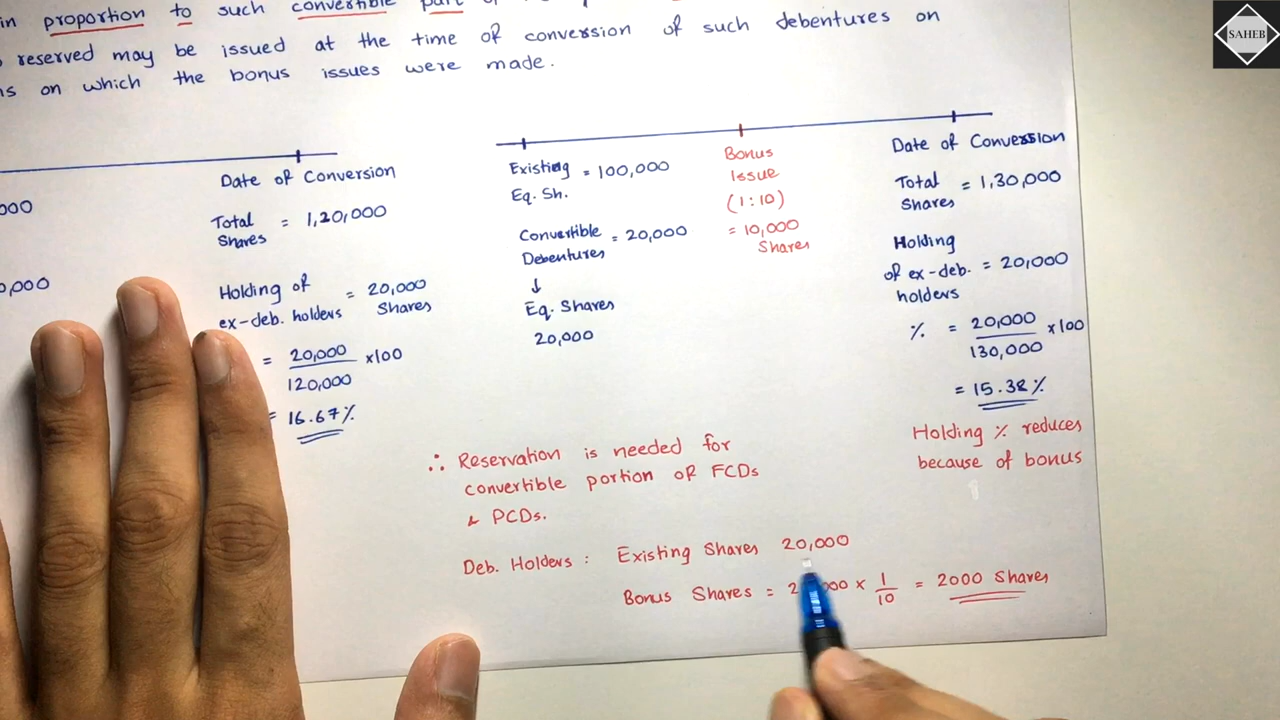 in proportion to such convertible part
reserved may be issued at the time of conversion of such debentures on
on which the bonus issues were made.
SAHEB
Date of Conversion
Total Shares = 1,20,000
Holding of
ex-deb. holders = 20,000 Shares
= 20,000 / 120,000 x100
= 16.67%
Existing Eq. Sh. = 100,000
Convertible Debentures = 20,000
↓
Eq. Shares
20,000
Bonus
Issue
(1:10)
= 10,000 Shares
Date of Conversion
Total Shares = 1,30,000
Holding
of ex-deb. = 20,000
holders
% = 20,000 / 130,000 x100
= 15.38%
Holding % reduces
because of bonus
∴ Reservation is needed for
convertible portion of FCDs
& PCDs.
Deb. Holders: Existing Shares 20,000
Bonus Shares = x 1/10 = 2000 Shares